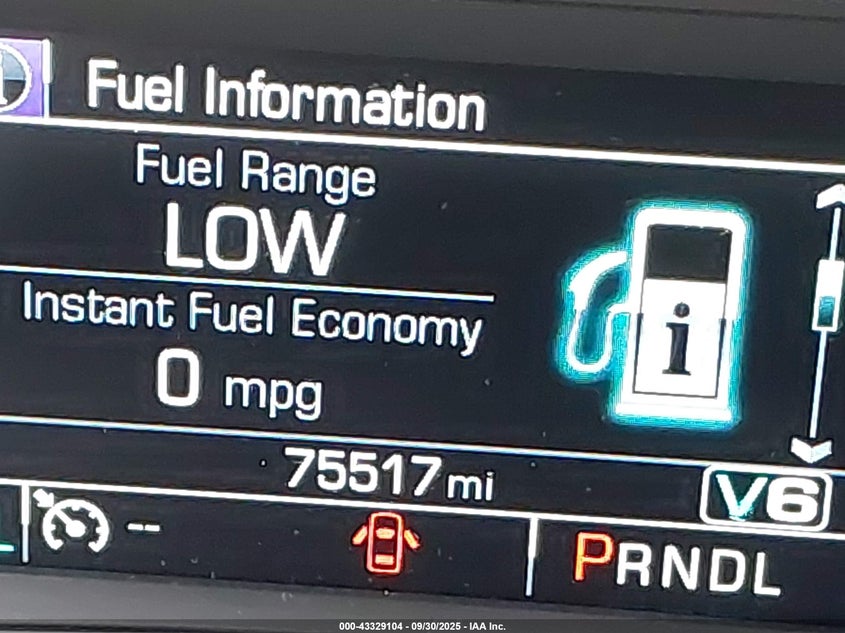 Fuel Information
Fuel Range
LOW
Instant Fuel Economy
0 mpg
i
75517 mi
V6
--
PRNDL
000-43329104 - 09/30/2025 - IAA Inc.